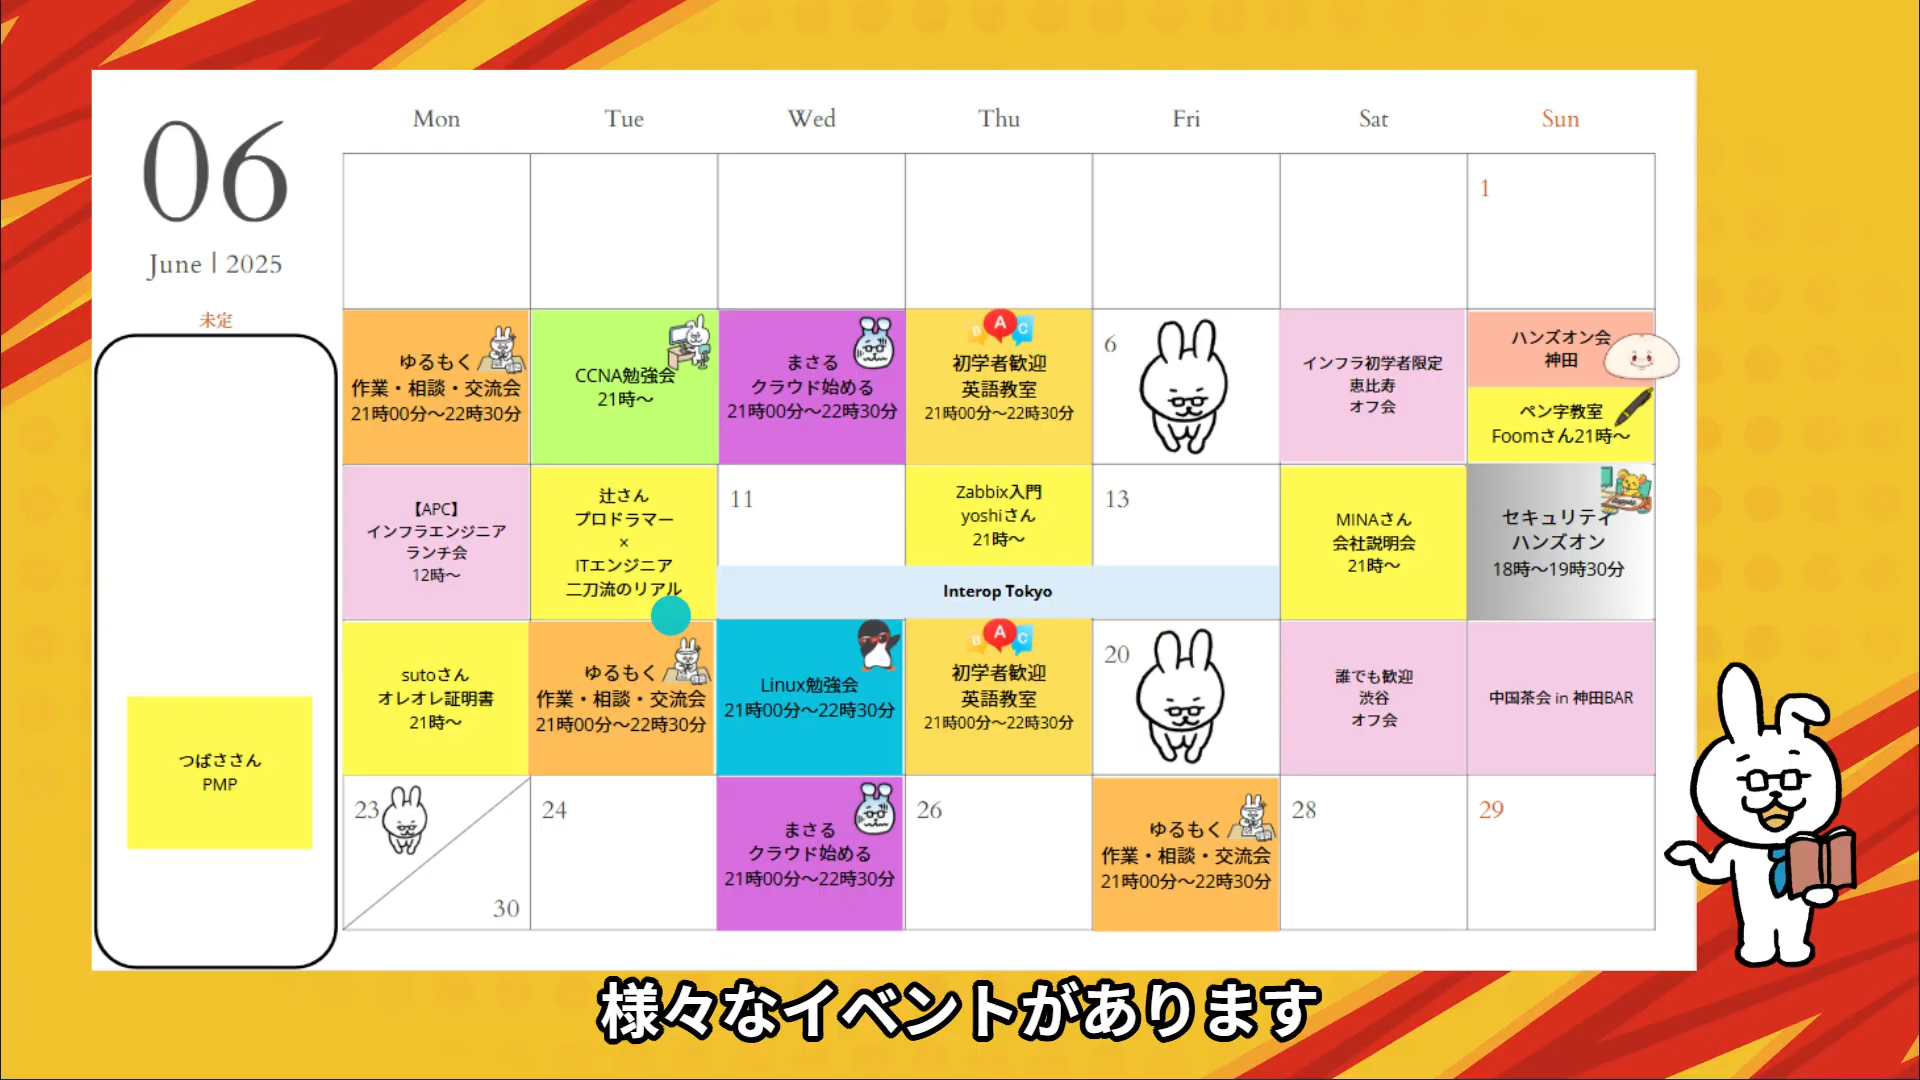 06
June | 2025
未定
つばささん
PMP
Mon Tue Wed Thu Fri Sat Sun
1
ゆるもく
作業・相談・交流会
21時00分～22時30分
CCNA勉強会
21時～
まさる
クラウド始める
21時00分～22時30分
B A C
初学者歓迎
英語教室
21時00分～22時30分
6
インフラ初学者限定
恵比寿
オフ会
ハンズオン会
神田
ペン字教室
Foomさん21時～
【APC】
インフラエンジニア
ランチ会
12時～
辻さん
プロドラマー
×
ITエンジニア
二刀流のリアル
11
Zabbix入門
yoshiさん
21時～
13
Interop Tokyo
MINAさん
会社説明会
21時～
セキュリティ
ハンズオン
18時～19時30分
sutoさん
オレオレ証明書
21時～
ゆるもく
作業・相談・交流会
21時00分～22時30分
Linux勉強会
21時00分～22時30分
B A C
初学者歓迎
英語教室
21時00分～22時30分
20
誰でも歓迎
渋谷
オフ会
中国茶会 in 神田BAR
23
30
24
まさる
クラウド始める
21時00分～22時30分
26
ゆるもく
作業・相談・交流会
21時00分～22時30分
28
29
様々なイベントがあります